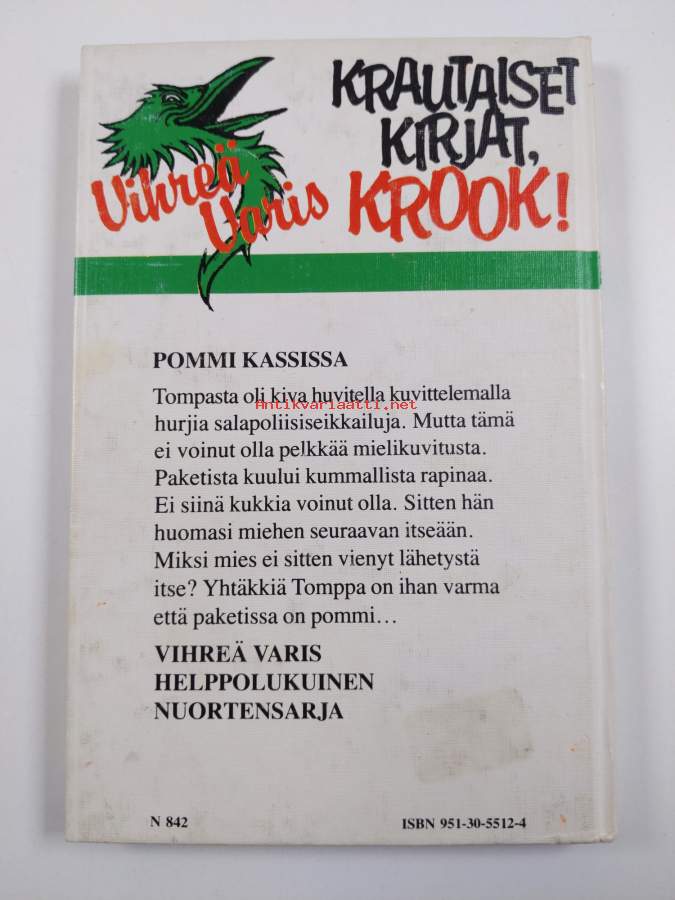 KRAUTAISET
KIRJAT,
KROOK!
Vihreä
Varis
POMMI KASSISSA
Tompasta oli kiva huvitella kuvittelemalla
Antikvariaatti.net
hurjia salapoliisiseikkailuja. Mutta tämä
ei voinut olla pelkkää mielikuvitusta.
Paketista kuului kummallista rapinaa.
Ei siinä kukkia voinut olla. Sitten hän
huomasi miehen seuraavan itseään.
Miksi mies ei sitten vienyt lähetystä
itse? Yhtäkkiä Tomppa on ihan varma
että paketissa on pommi...
VIHREÄ VARIS
HELPPOLUKUINEN
NUORTENSARJA
N 842
ISBN 951-30-5512-4